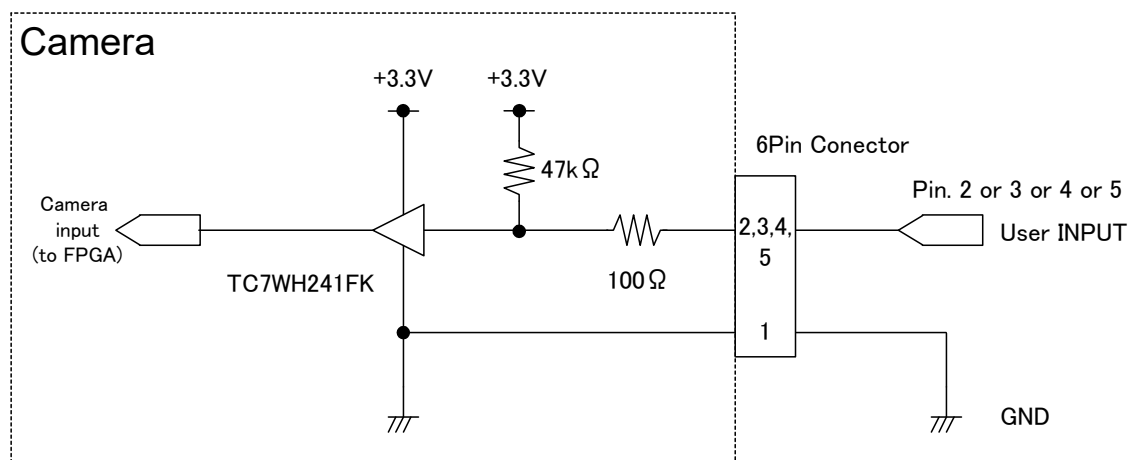 Camera
+3.3V
+3.3V
47kΩ
6Pin Conector
Pin. 2 or 3 or 4 or 5
User INPUT
Camera
input
(to FPGA)
2,3,4,
5
TC7WH241FK
100Ω
1
GND